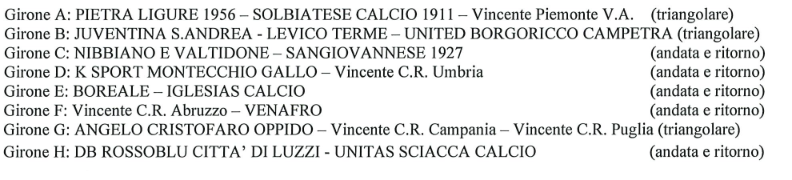 Girone A: PIETRA LIGURE 1956 – SOLBIATESE CALCIO 1911 – Vincente Piemonte V.A. (triangolare)
Girone B: JUVENTINA S.ANDREA - LEVICO TERME – UNITED BORGORICCO CAMPETRA (triangolare)
Girone C: NIBBIANO E VALTIDONE – SANGIOVANNESE 1927 (andata e ritorno)
Girone D: K SPORT MONTECCHIO GALLO – Vincente C.R. Umbria (andata e ritorno)
Girone E: BOREALE – IGLESIAS CALCIO (andata e ritorno)
Girone F: Vincente C.R. Abruzzo – VENAFRO (andata e ritorno)
Girone G: ANGELO CRISTOFARO OPPIDO – Vincente C.R. Campania – Vincente C.R. Puglia (triangolare)
Girone H: DB ROSSOBLU CITTA' DI LUZZI - UNITAS SCIACCA CALCIO (andata e ritorno)